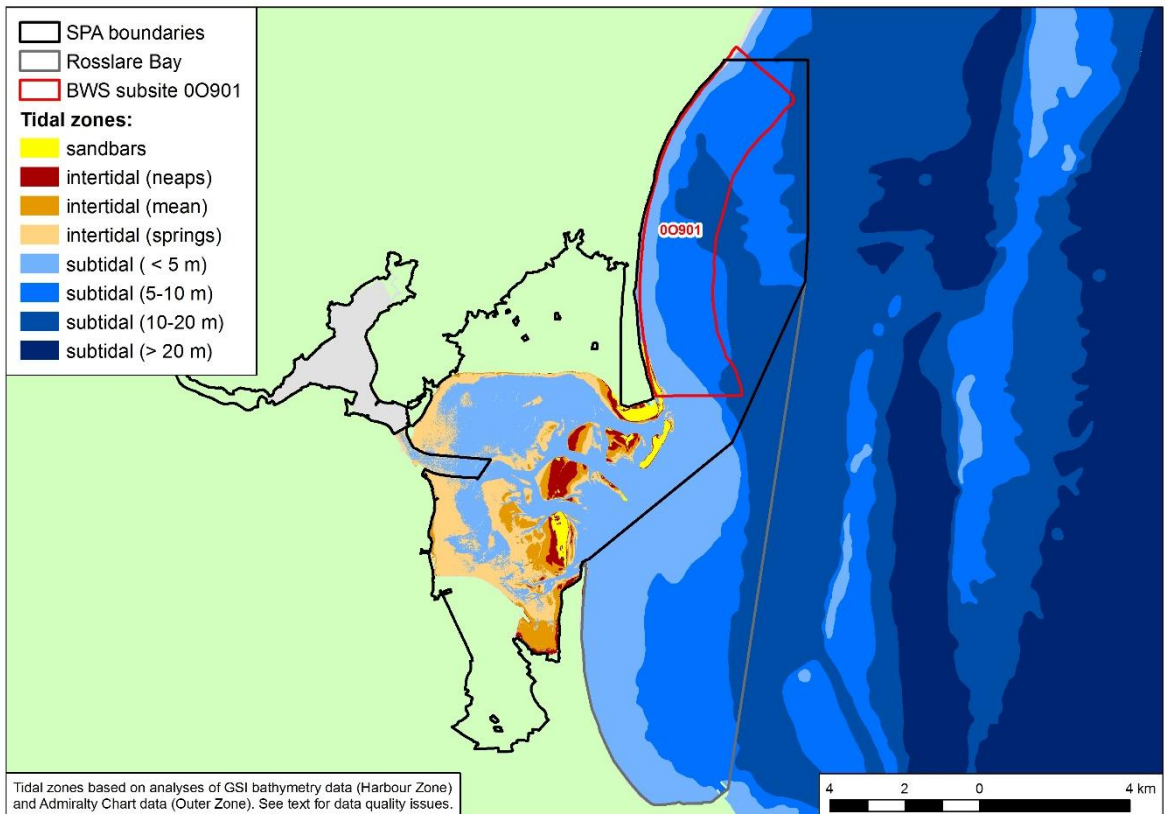 SPA boundaries
Rosslare Bay
BWS subsite 0O901
Tidal zones:
sandbars
intertidal (neaps)
intertidal (mean)
intertidal (springs)
subtidal ( < 5 m)
subtidal (5-10 m)
subtidal (10-20 m)
subtidal (> 20 m)
0O901
Tidal zones based on analyses of GSI bathymetry data (Harbour Zone)
and Admiralty Chart data (Outer Zone). See text for data quality issues.
4 2 0 4 km